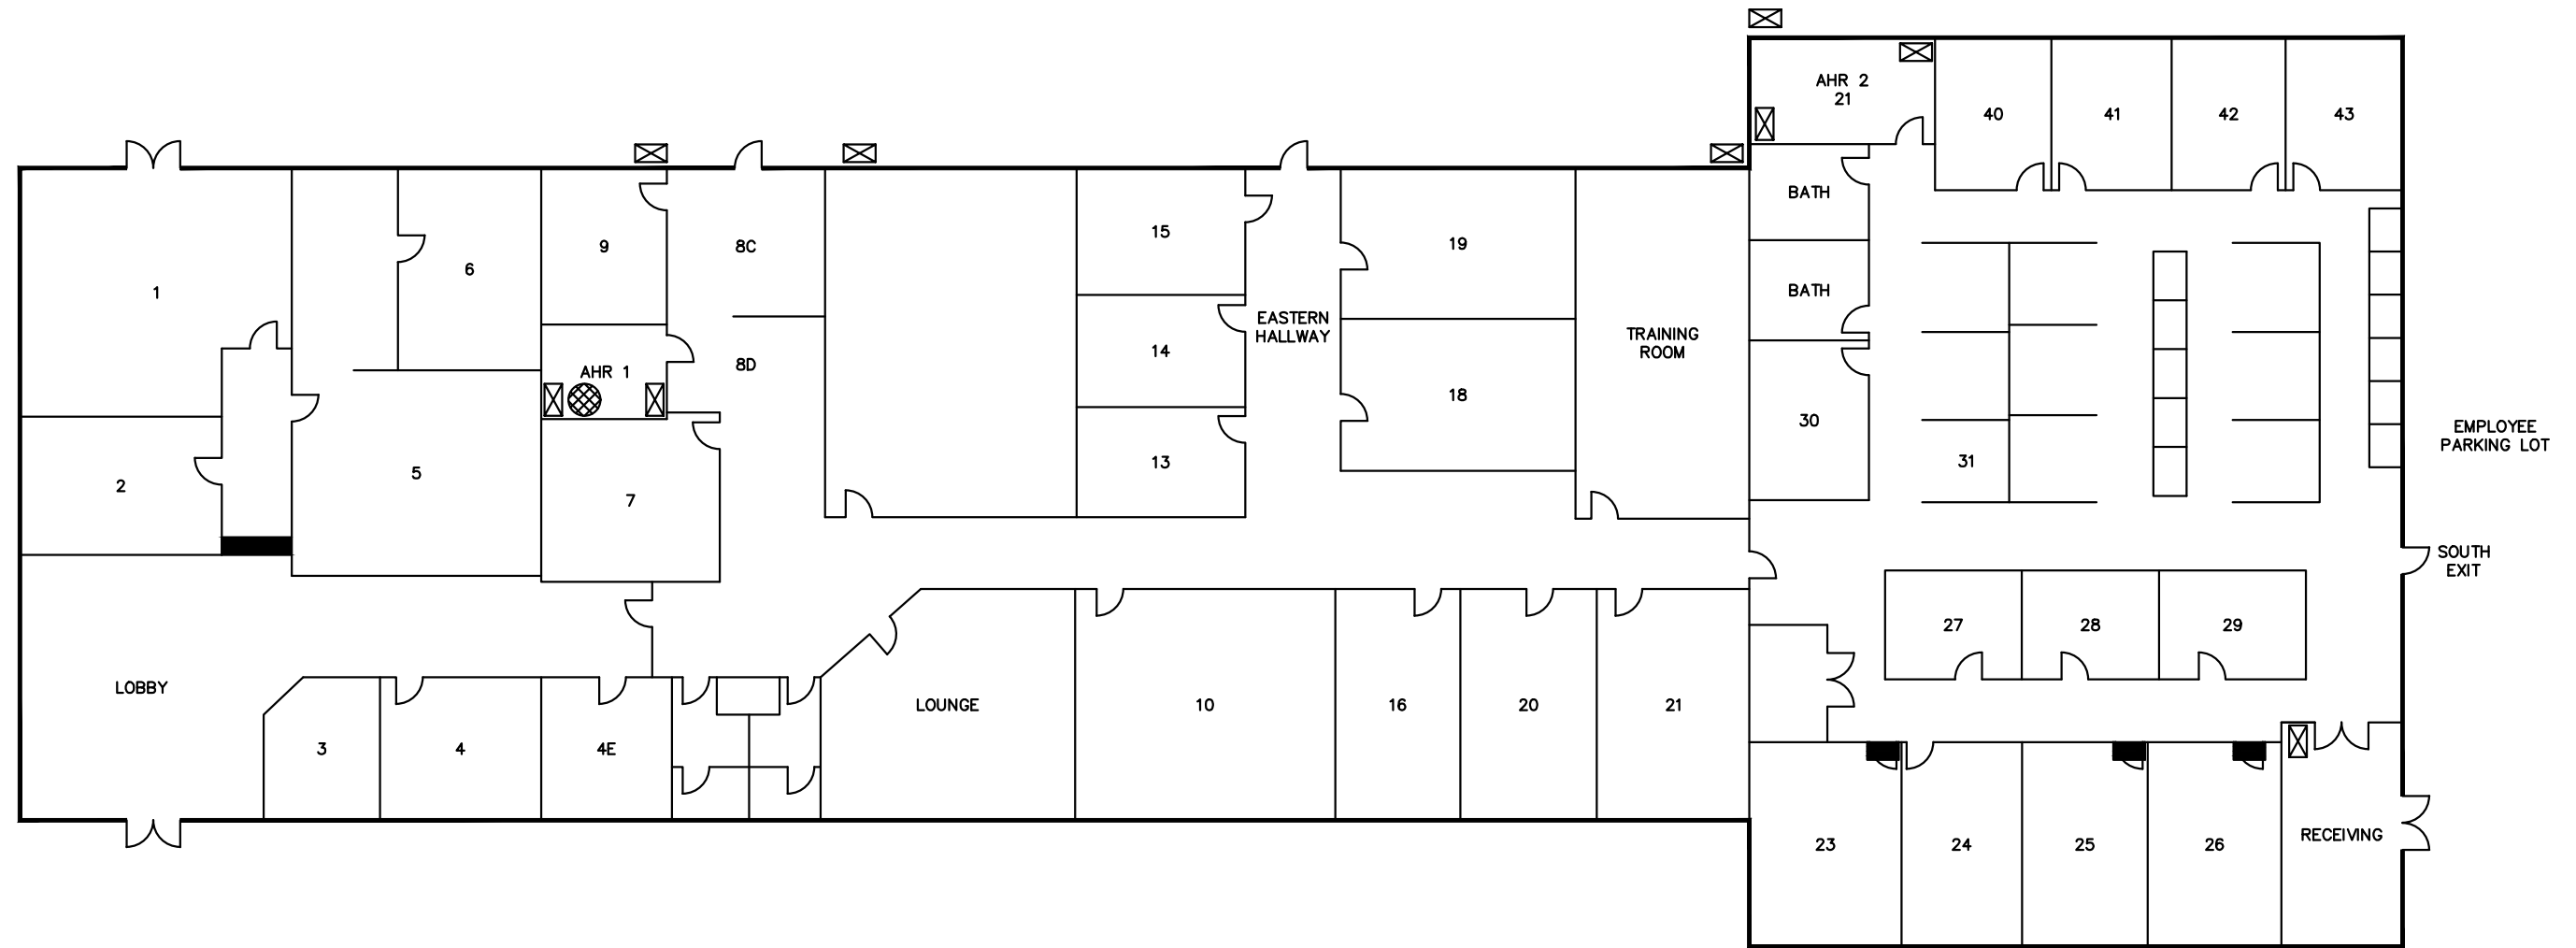 AHR 2
21
40
41
42
43
BATH
1
6
9
8C
15
19
EASTERN
HALLWAY
TRAINING
ROOM
BATH
AHR 1
8D
14
18
30
31
EMPLOYEE
PARKING LOT
2
5
7
13
SOUTH
EXIT
27
28
29
LOBBY
3
4
4E
LOUNGE
10
16
20
21
23
24
25
26
RECEIVING